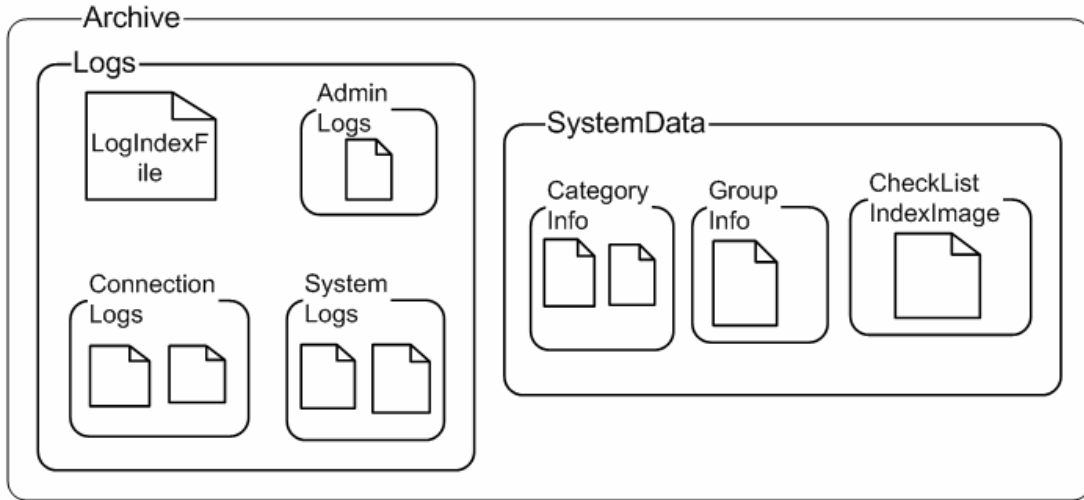 Archive
Logs
LogIndexF
ile
Admin
Logs
Connection
Logs
System
Logs
SystemData
Category
Info
Group
Info
CheckList
IndexImage